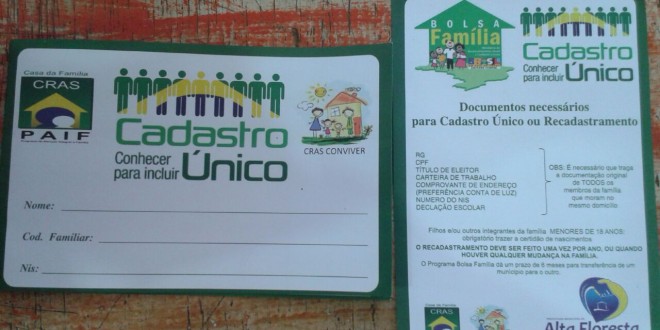 Casa da Família
CRAS
PAIF
Cadastro
Conhecer
para incluir Único
CRAS CONVIVER
Nome:
Cod. Familiar:
Nis:
BOLSA
Família
Cadastro
Conhecer
para incluir Único
Documentos necessários
para Cadastro Único ou Recadastramento
RG
CPF
TÍTULO DE ELEITOR
CARTEIRA DE TRABALHO
COMPROVANTE DE ENDEREÇO
(PREFERÊNCIA CONTA DE LUZ)
NUMERO DO NIS
DECLAÇÃO ESCOLAR
OBS: É necessário que traga
a documentação original
de TODOS os
membros da família
que moram no
mesmo domicílio
Filhos e/ou outros integrantes da família MENORES DE 18 ANOS:
obrigatório trazer a certidão de nascimentos.
O RECADASTRAMENTO DEVE SER FEITO UMA VEZ POR ANO, OU QUANDO
HOUVER QUALQUER MUDANÇA NA FAMÍLIA.
O Programa Bolsa Família dá um prazo de 6 meses para transferência de um
município para o outro.
CRAS
Alta Floresta